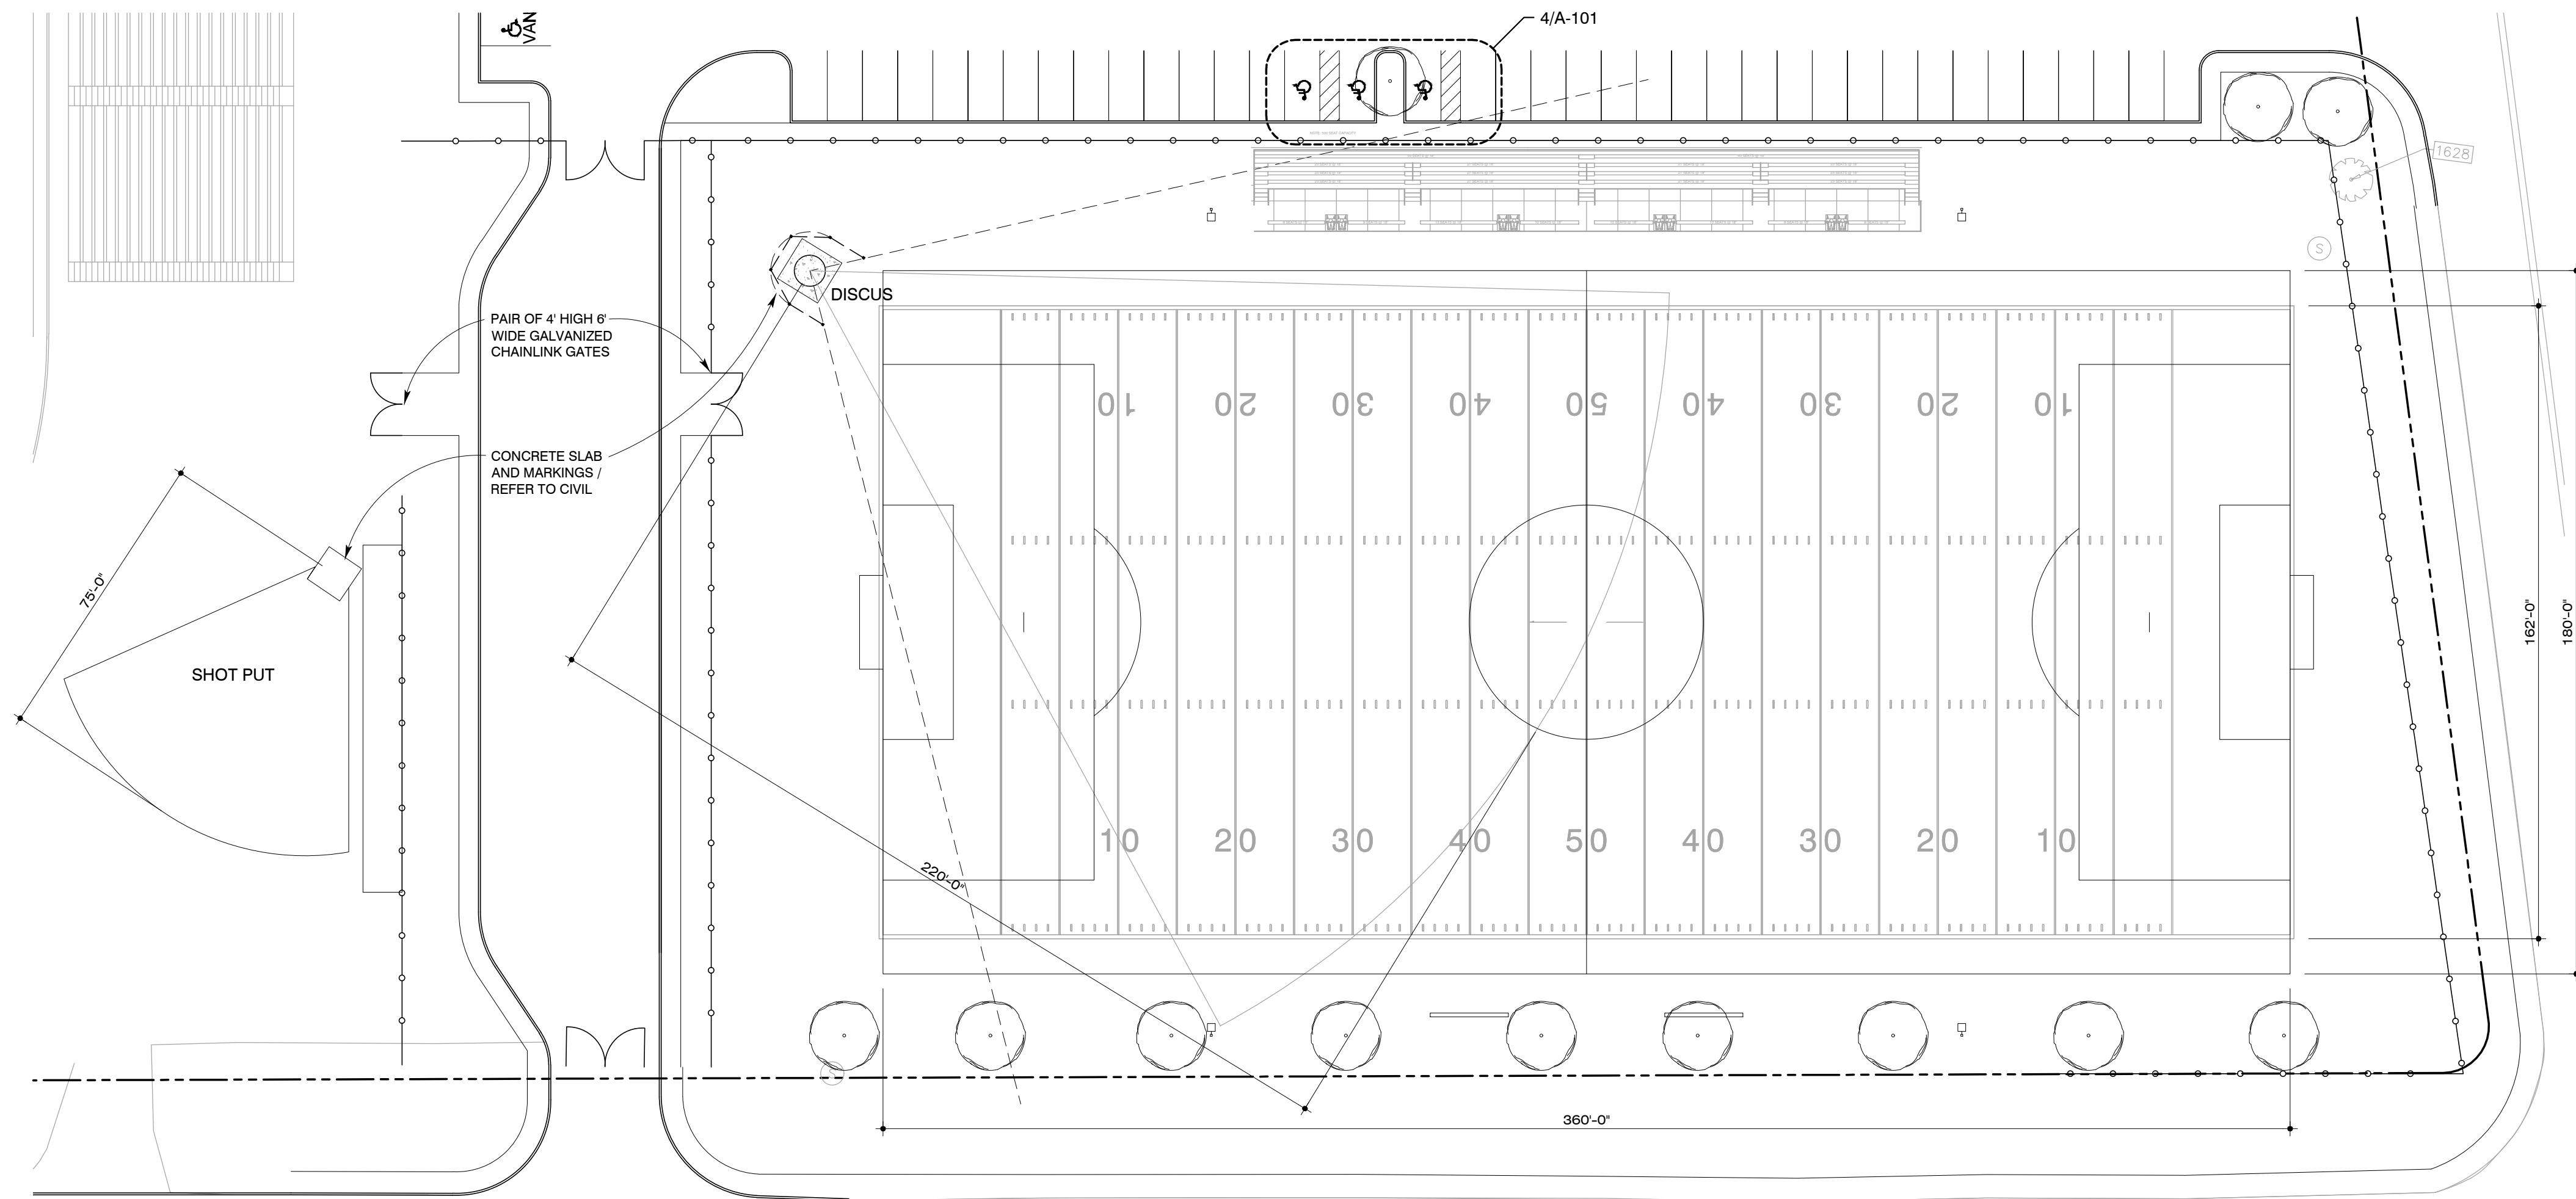 4/A-101
VAN
1628
S
DISCUS
PAIR OF 4' HIGH 6'
WIDE GALVANIZED
CHAINLINK GATES
10 20 30 40 50 40 30 20 10
CONCRETE SLAB
AND MARKINGS /
REFER TO CIVIL
75'-0"
162'-0"
180'-0"
SHOT PUT
10 20 30 40 50 40 30 20 10
220'-0"
360'-0"